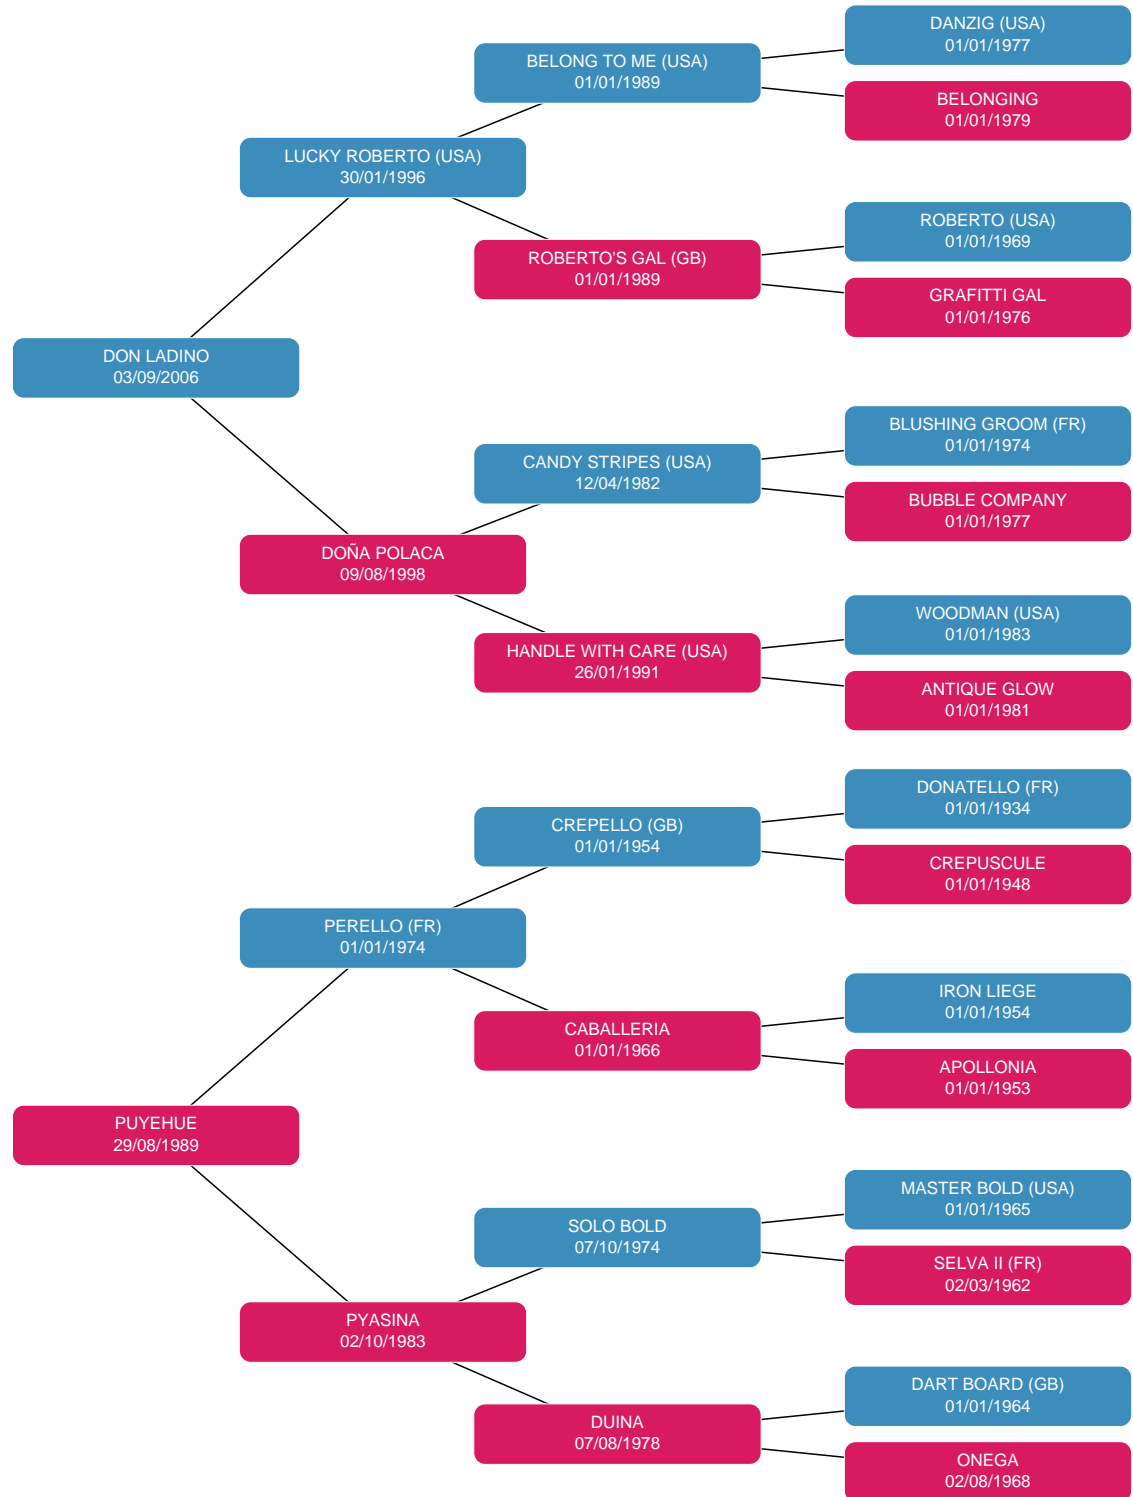 DANZIG (USA)
01/01/1977
BELONG TO ME (USA)
01/01/1989
BELONGING
01/01/1979
LUCKY ROBERTO (USA)
30/01/1996
ROBERTO (USA)
01/01/1969
ROBERTO'S GAL (GB)
01/01/1989
GRAFITTI GAL
01/01/1976
DON LADINO
03/09/2006
BLUSHING GROOM (FR)
01/01/1974
CANDY STRIPES (USA)
12/04/1982
BUBBLE COMPANY
01/01/1977
DOÑA POLACA
09/08/1998
WOODMAN (USA)
01/01/1983
HANDLE WITH CARE (USA)
26/01/1991
ANTIQUE GLOW
01/01/1981
DONATELLO (FR)
01/01/1934
CREPELLO (GB)
01/01/1954
CREPUSCULE
01/01/1948
PERELLO (FR)
01/01/1974
IRON LIEGE
01/01/1954
CABALLERIA
01/01/1966
APOLLONIA
01/01/1953
PUYEHUE
29/08/1989
MASTER BOLD (USA)
01/01/1965
SOLO BOLD
07/10/1974
SELVA II (FR)
02/03/1962
PYASINA
02/10/1983
DART BOARD (GB)
01/01/1964
DUINA
07/08/1978
ONEGA
02/08/1968